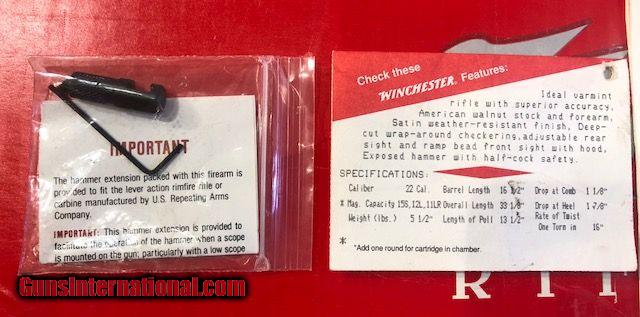 IMPORTANT
The hammer extension packed with this firearm is
provided to fit the lever action rimfire rifle or
carbine manufactured by U.S. Repeating Arms
Company.
IMPORTANT: This hammer extension is provided to
facilitate the operation of the hammer when a scope
is mounted on the gun; particularly with a low scope
Check these
WINCHESTER® Features:
Ideal varmint
rifle with superior accuracy.
American walnut stock and forearm.
Satin weather-resistant finish, Deep-
cut wrap-around checkering,adjustable rear
sight and ramp bead front sight with hood,
Exposed hammer with half-cock safety.
SPECIFICATIONS:
Caliber 22 Cal. Barrel Length 16 1/2" Drop at Comb 1 1/8"
* Mag. Capacity 15S,12L,11LR Overall Length 33 1/8" Drop at Heel 1 7/8"
Weight (lbs.) 5 1/2 Length of Pull 13 1/2" Rate of Twist
One Turn in 16"
*
*Add one round for cartridge in chamber.
GunsInternational.com